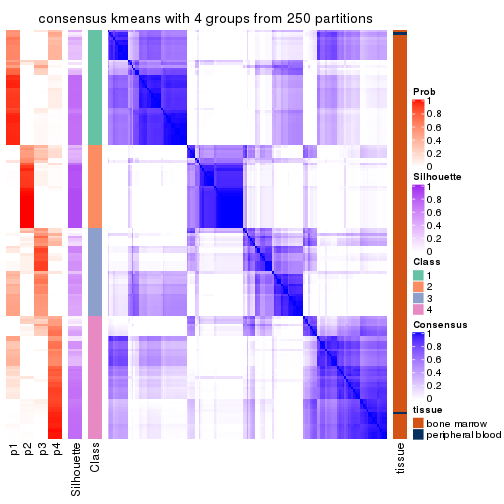 consensus kmeans with 4 groups from 250 partitions
Prob
1
0.8
0.6
0.4
0.2
0
Silhouette
1
0.8
0.6
0.4
0.2
0
Class
1
2
3
4
Consensus
1
0.8
0.6
0.4
0.2
0
tissue
bone marrow
peripheral blood
p1
p2
p3
p4
Silhouette
Class
tissue